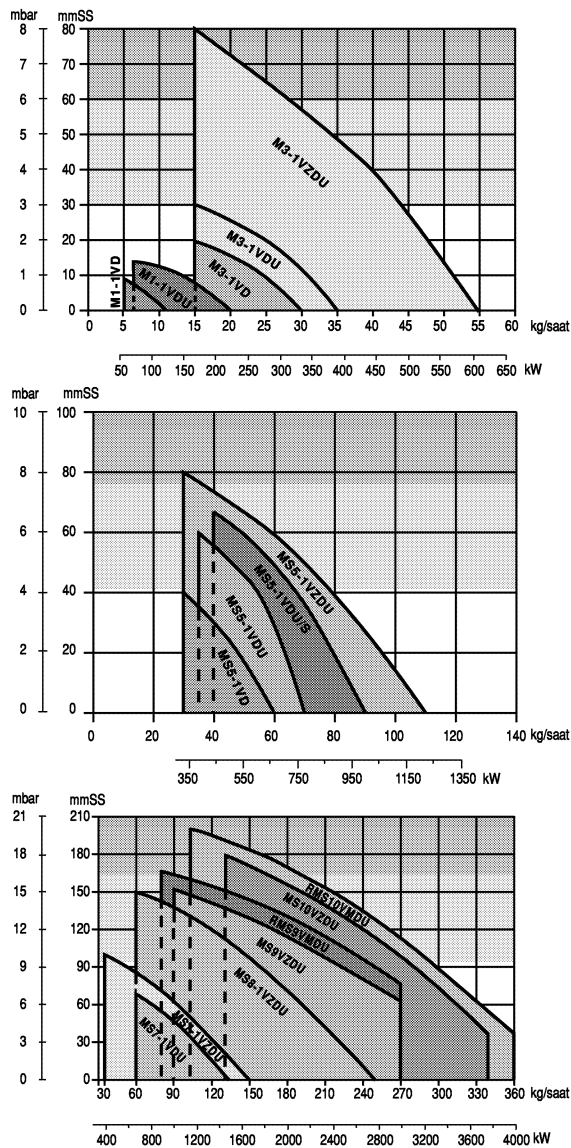 mbar mmSS
8 80
7
6 60
5
4 40
3 30
2 20
1 10
0 0
M3-1VZDU
M3-1VDU
M3-1VD
M1-1VDU
M1-1VD
0 5 10 15 20 25 30 35 40 45 50 55 60 kg/saat
50 100 150 200 250 300 350 400 450 500 550 600 650 kW
mbar mmSS
10 100
8 80
6 60
4 40
2 20
0 0
MS5-1VZDU
MS5-1VDU/S
MS5-1VDU
MS5-1VD
0 20 40 60 80 100 120 140 kg/saat
350 550 750 950 1150 1350 kW
mbar mmSS
21 210
18 180
15 150
12 120
9 90
6 60
3 30
0 0
RMS10VMDU
MS10VZDU
RMS9VMDU
MS9VZDU
MS8-1VZDU
MS7-1VZDU
MS7-1VDU
30 60 90 120 150 180 210 240 270 300 330 360 kg/saat
400 800 1200 1600 2000 2400 2800 3200 3600 4000 kW